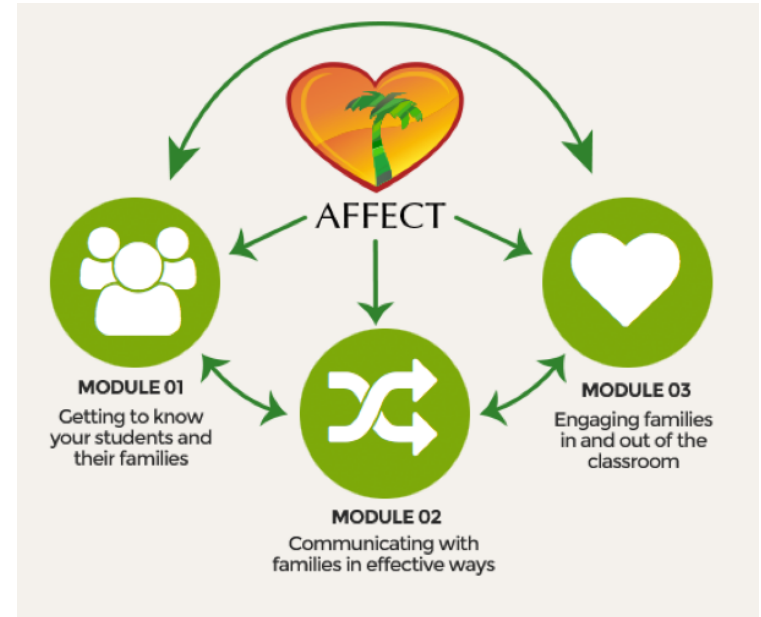 AFFECT
MODULE 01
Getting to know
your students and
their families
MODULE 02
Communicating with
families in effective ways
MODULE 03
Engaging families
in and out of the
classroom